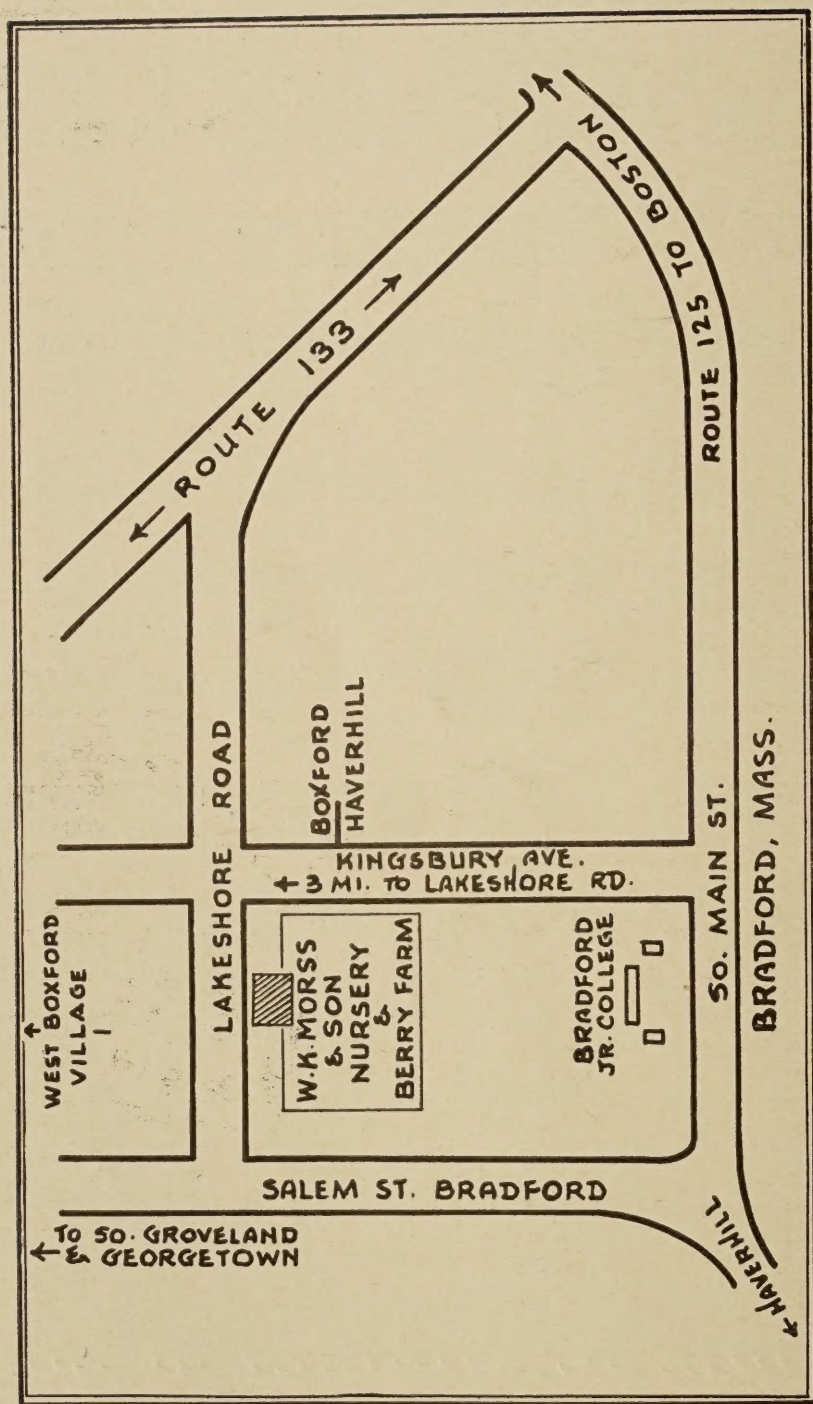 ← ROUTE 133 →
ROUTE 125 TO BOSTON
LAKESHORE ROAD
WEST BOXFORD
VILLAGE
BOXFORD
HAVERHILL
KINGSBURY AVE.
← 3 MI. TO LAKESHORE RD.
W. K. MORSS
& SON
NURSERY
&
BERRY FARM
BRADFORD
JR. COLLEGE
SO. MAIN ST.
BRADFORD, MASS.
SALEM ST. BRADFORD
← TO SO. GROVELAND
& GEORGETOWN
HAVERHILL